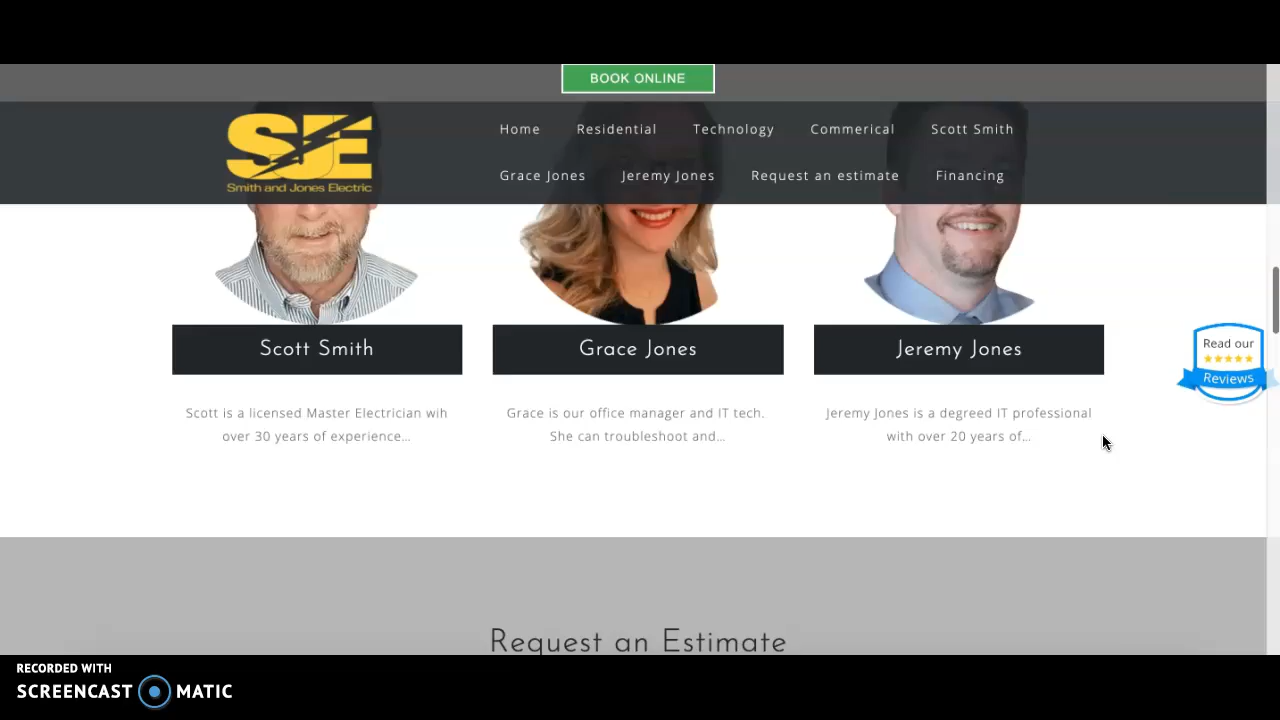 BOOK ONLINE
SJE
Smith and Jones Electric
Home Residential Technology Commerical Scott Smith
Grace Jones Jeremy Jones Request an estimate Financing
Scott Smith
Grace Jones
Jeremy Jones
Scott is a licensed Master Electrician wih
over 30 years of experience...
Grace is our office manager and IT tech.
She can troubleshoot and...
Jeremy Jones is a degreed IT professional
with over 20 years of...
Read our
Reviews
Request an Estimate
RECORDED WITH
SCREENCAST MATIC